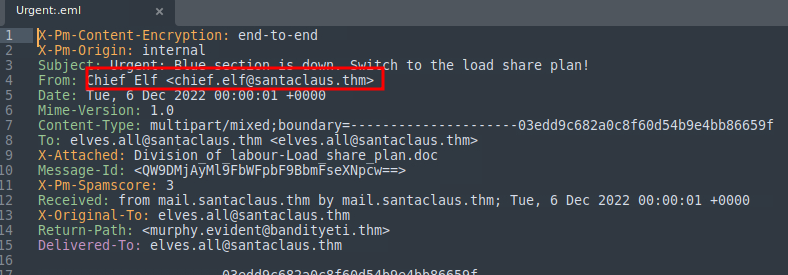 Urgent:.eml ×
1 X-Pm-Content-Encryption: end-to-end
2 X-Pm-Origin: internal
3 Subject: Urgent: Blue section is down. Switch to the load share plan!
4 From: Chief Elf <chief.elf@santaclaus.thm>
5 Date: Tue, 6 Dec 2022 00:00:01 +0000
6 Mime-Version: 1.0
7 Content-Type: multipart/mixed;boundary=---------------------03edd9c682a0c8f60d54b9e4bb86659f
8 To: elves.all@santaclaus.thm <elves.all@santaclaus.thm>
9 X-Attached: Division_of_labour-Load_share_plan.doc
10 Message-Id: <QW9DMjAyMl9FbWFpbF9BbmFseXNpcw==>
11 X-Pm-Spamscore: 3
12 Received: from mail.santaclaus.thm by mail.santaclaus.thm; Tue, 6 Dec 2022 00:00:01 +0000
13 X-Original-To: elves.all@santaclaus.thm
14 Return-Path: <murphy.evident@bandityeti.thm>
15 Delivered-To: elves.all@santaclaus.thm
16
17 ---------------------03edd9c682a0c8f60d54b9e4bb86659f